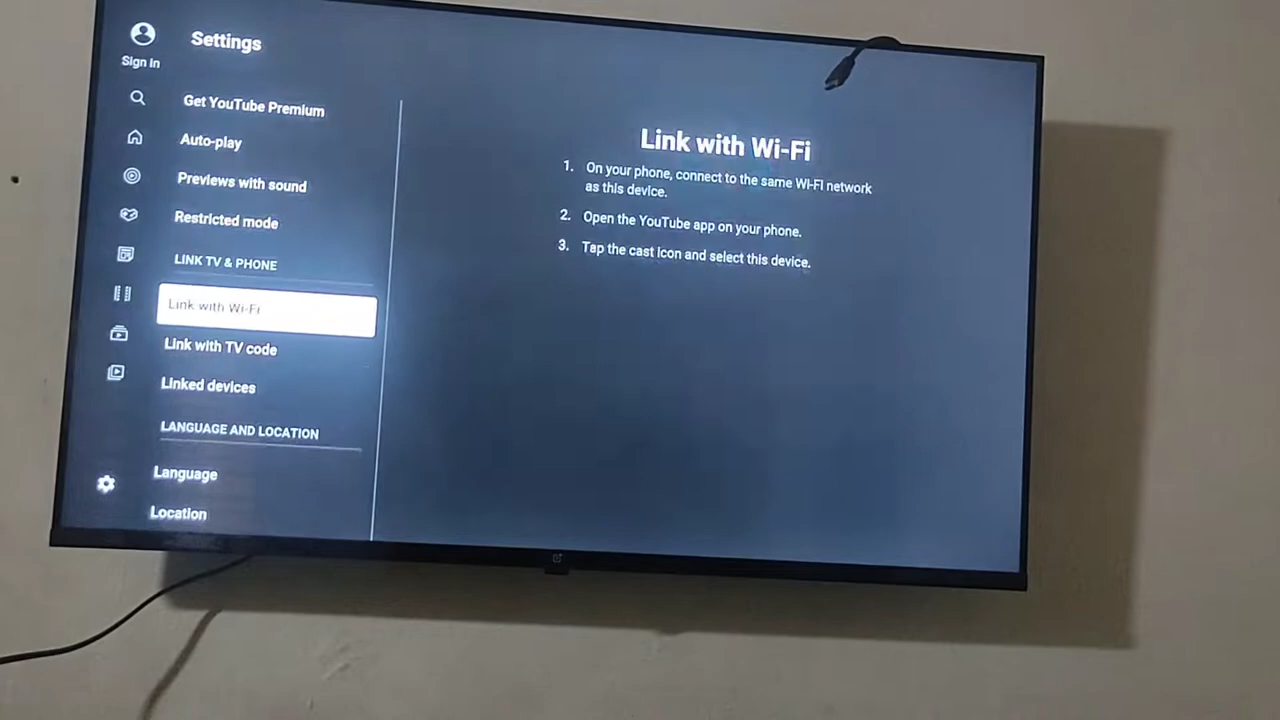 Settings
Sign in
Get YouTube Premium
Auto-play
Previews with sound
Restricted mode
LINK TV & PHONE
Link with Wi-Fi
Link with TV code
Linked devices
LANGUAGE AND LOCATION
Language
Location
Link with Wi-Fi
1. On your phone, connect to the same Wi-Fi network
as this device.
2. Open the YouTube app on your phone.
3. Tap the cast icon and select this device.